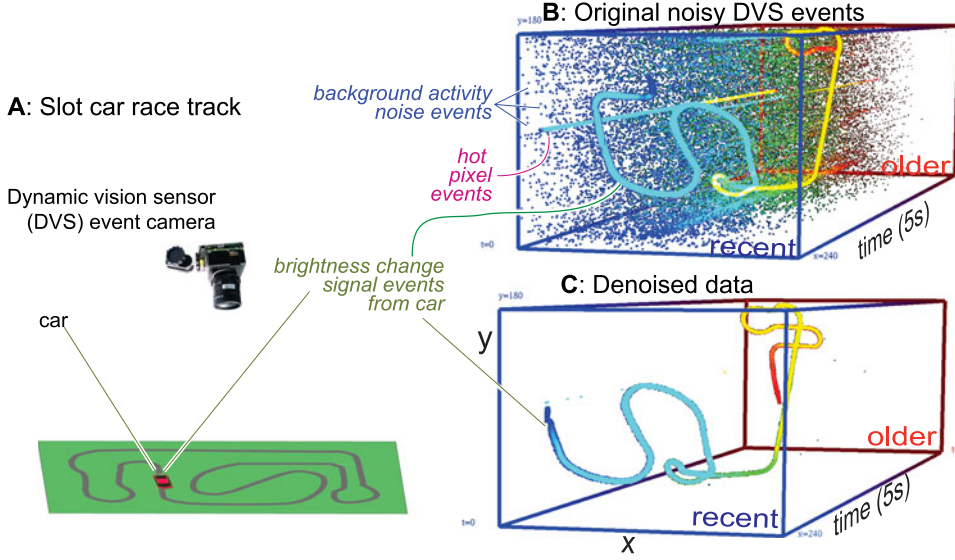 B: Original noisy DVS events
y=180
background activity
noise events
A: Slot car race track
hot
pixel
events
older
Dynamic vision sensor
(DVS) event camera
time (5s)
t=0
recent
x=240
brightness change
signal events
from car
C: Denoised data
y=180
car
y
older
time (5s)
t=0
recent
x=240
x